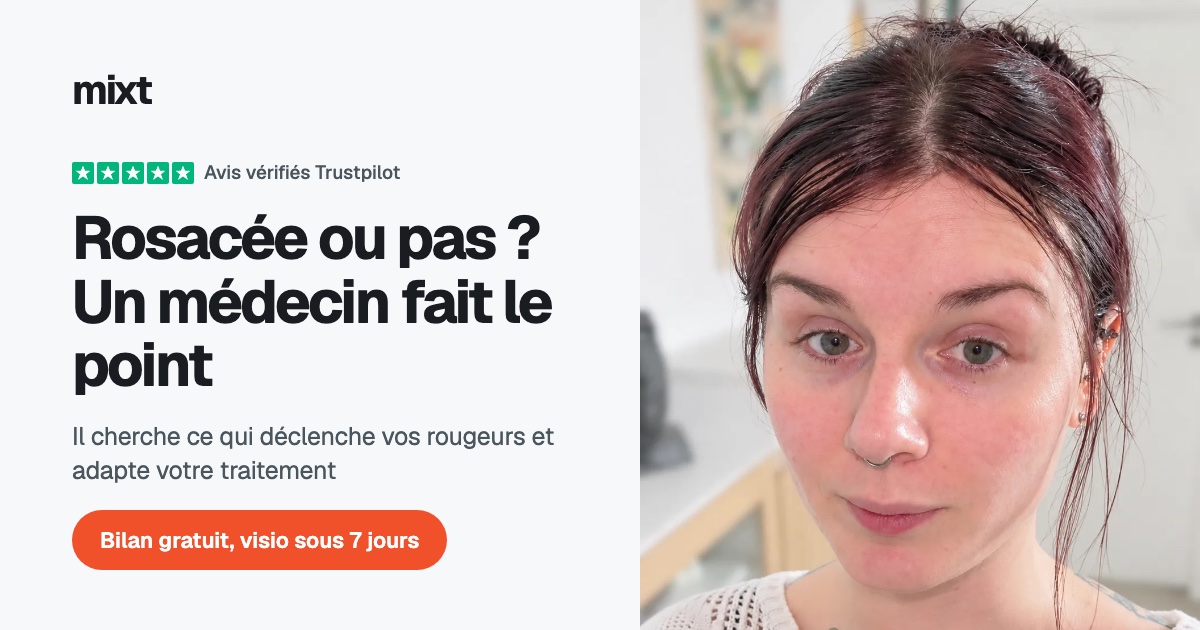 mixt
Avis vérifiés Trustpilot
Rosacée ou pas ?
Un médecin fait le
point
Il cherche ce qui déclenche vos rougeurs et
adapte votre traitement
Bilan gratuit, visio sous 7 jours